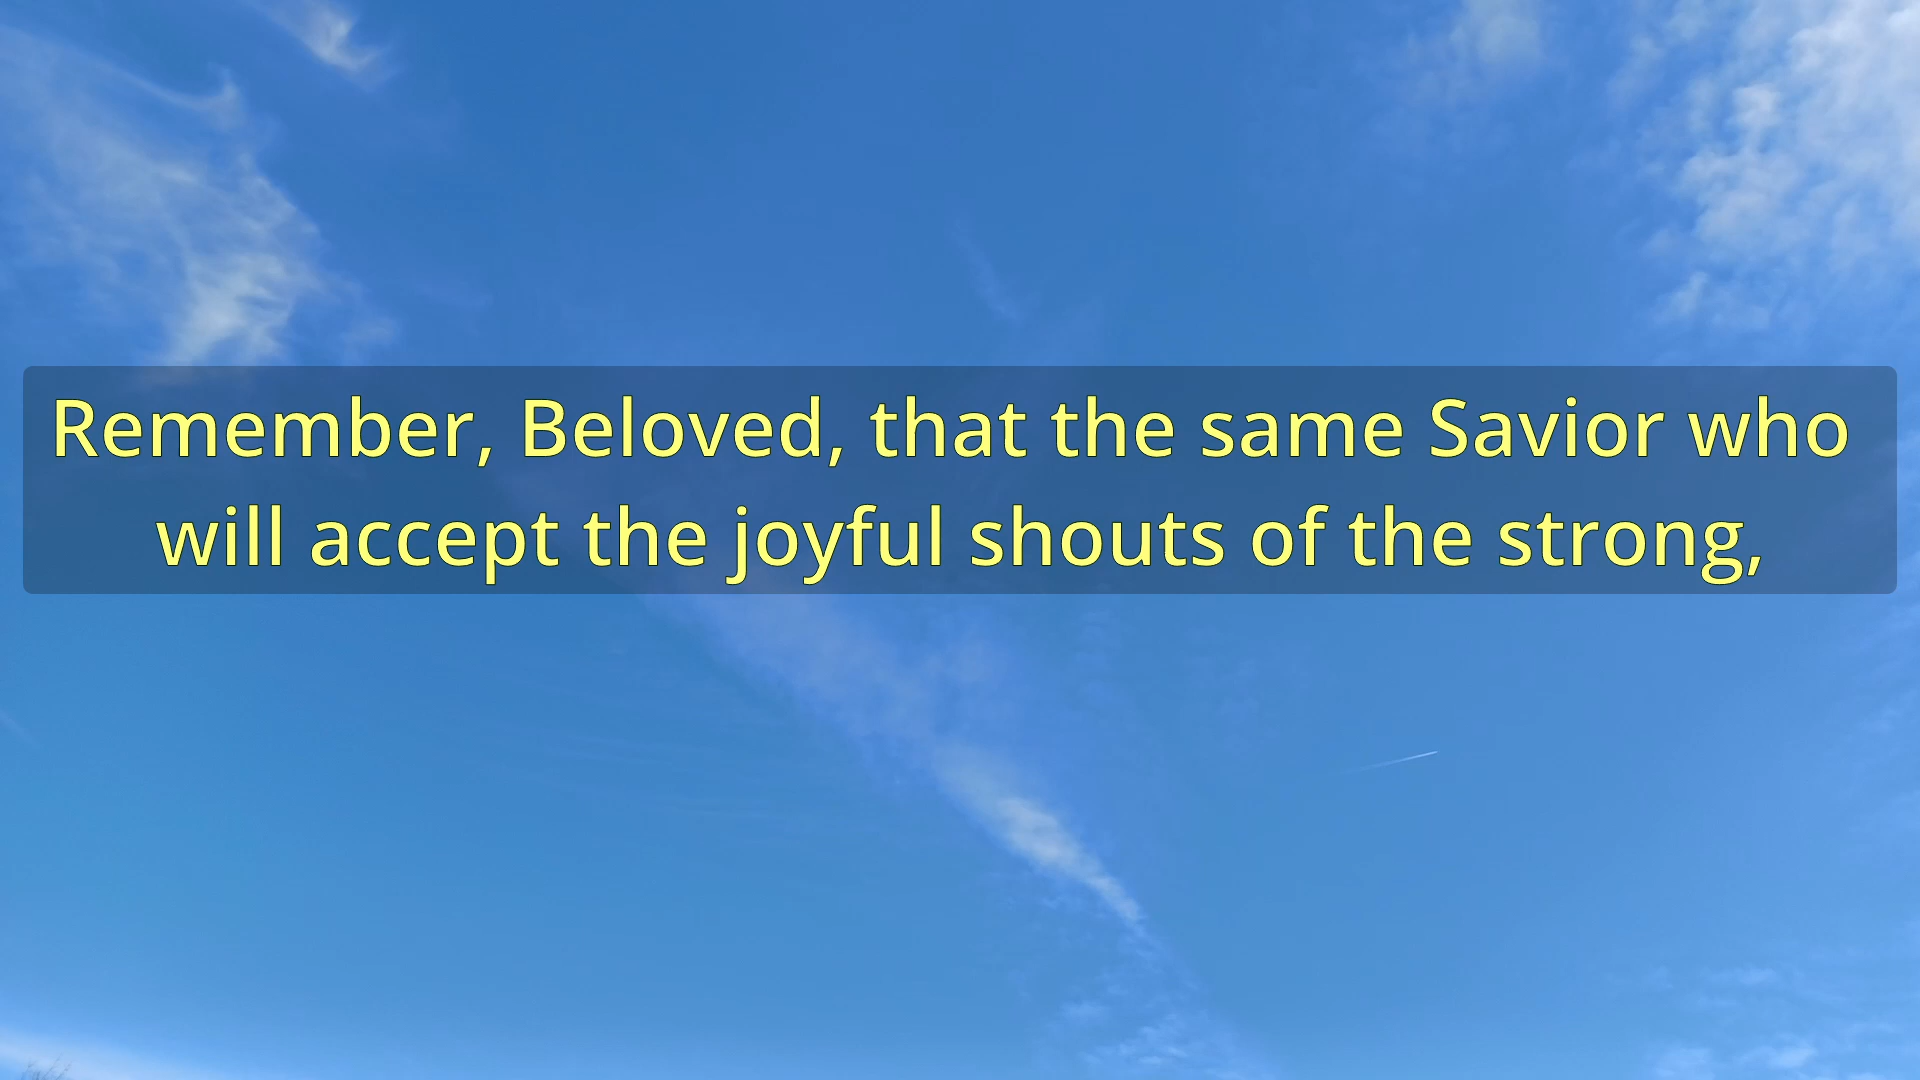 Remember, Beloved, that the same Savior who
will accept the joyful shouts of the strong,